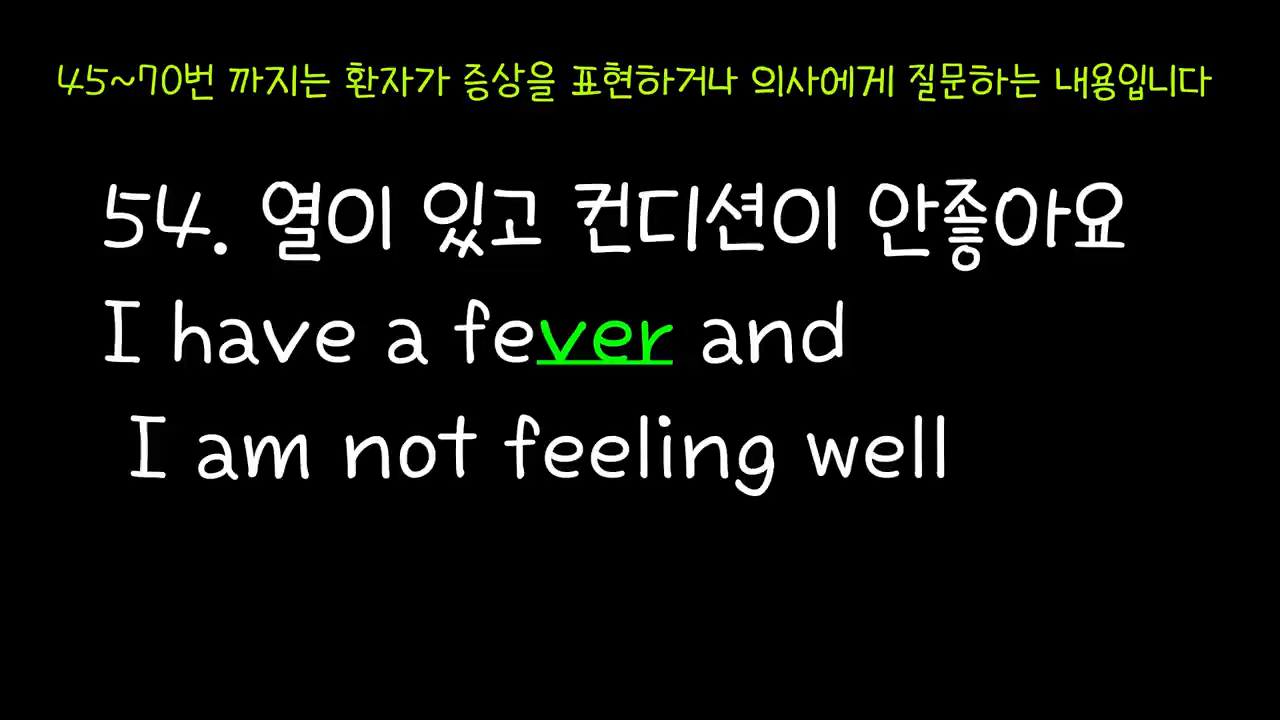 45~70번 까지는 환자가 증상을 표현하거나 의사에게 질문하는 내용입니다
54. 열이 있고 컨디션이 안좋아요
I have a fever and
I am not feeling well